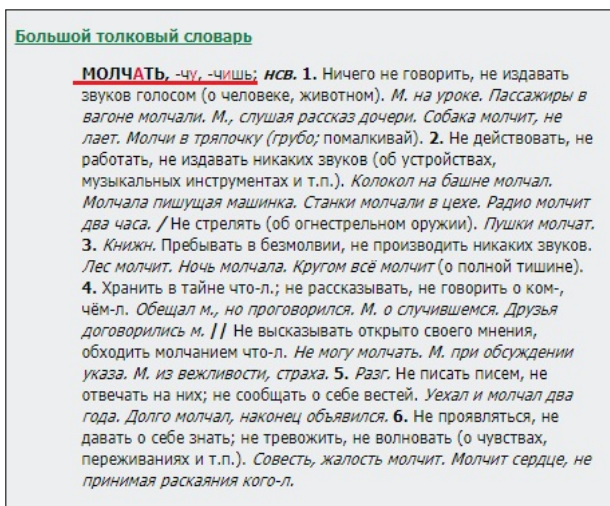 Большой толковый словарь
МОЛЧАТЬ, -чу, -чишь; нсв. 1. Ничего не говорить, не издавать
звуков голосом (о человеке, животном). М. на уроке. Пассажиры в
вагоне молчали. М., слушая рассказ дочери. Собака молчит, не
лает. Молчи в тряпочку (грубо; помалкивай). 2. Не действовать, не
работать, не издавать никаких звуков (об устройствах,
музыкальных инструментах и т.п.). Колокол на башне молчал.
Молчала пишущая машинка. Станки молчали в цехе. Радио молчит
два часа. / Не стрелять (об огнестрельном оружии). Пушки молчат.
3. Книжн. Пребывать в безмолвии, не производить никаких звуков.
Лес молчит. Ночь молчала. Кругом всё молчит (о полной тишине).
4. Хранить в тайне что-л.; не рассказывать, не говорить о ком-,
чём-л. Обещал м., но проговорился. М. о случившемся. Друзья
договорились м. // Не высказывать открыто своего мнения,
обходить молчанием что-л. Не могу молчать. М. при обсуждении
указа. М. из вежливости, страха. 5. Разг. Не писать писем, не
отвечать на них; не сообщать о себе вестей. Уехал и молчал два
года. Долго молчал, наконец объявился. 6. Не проявляться, не
давать о себе знать; не тревожить, не волновать (о чувствах,
переживаниях и т.п.). Совесть, жалость молчит. Молчит сердце, не
принимая раскаяния кого-л.